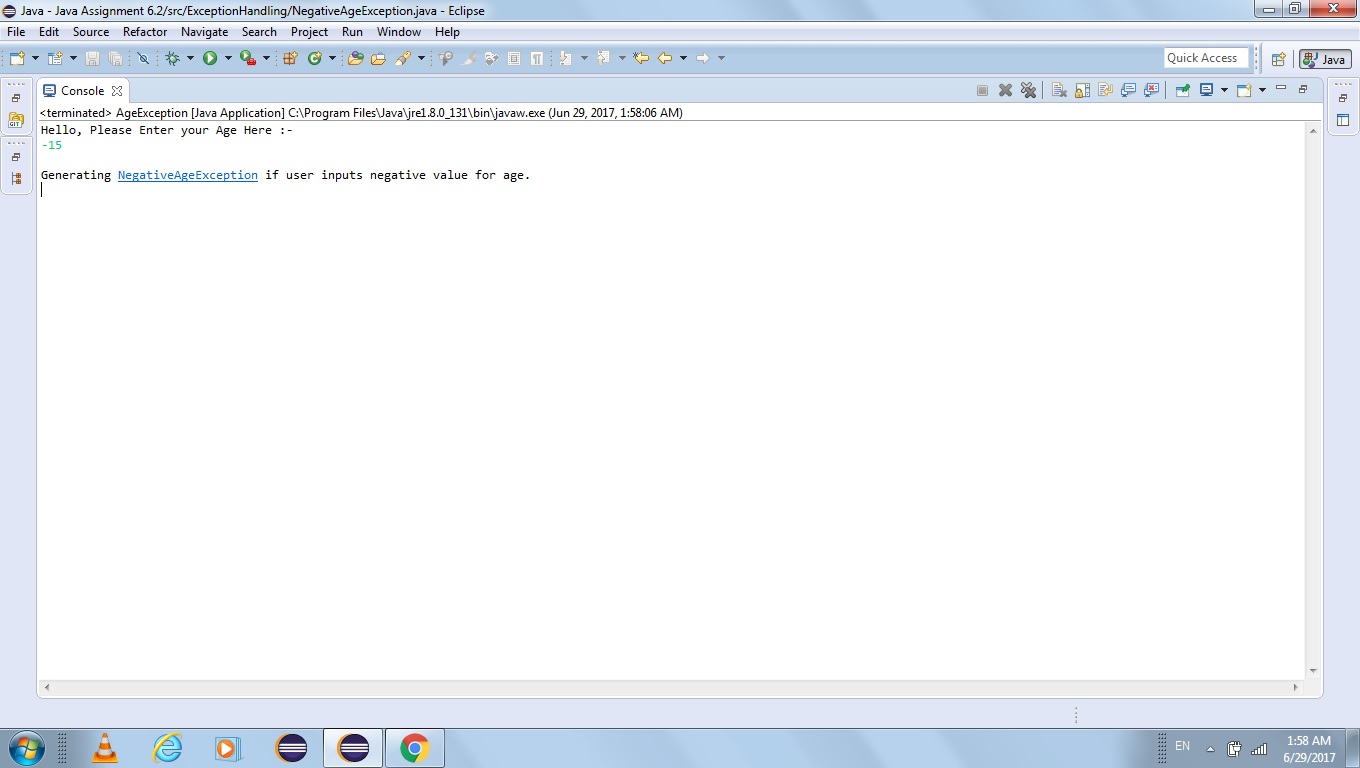 Java - Java Assignment 6.2/src/ExceptionHandling/NegativeAgeException.java - Eclipse
File Edit Source Refactor Navigate Search Project Run Window Help
Quick Access
Java
Console
<terminated> AgeException [Java Application] C:\Program Files\Java\jre1.8.0_131\bin\javaw.exe (Jun 29, 2017, 1:58:06 AM)
Hello, Please Enter your Age Here :-
-15
Generating NegativeAgeException if user inputs negative value for age.
GIT
EN
1:58 AM
6/29/2017